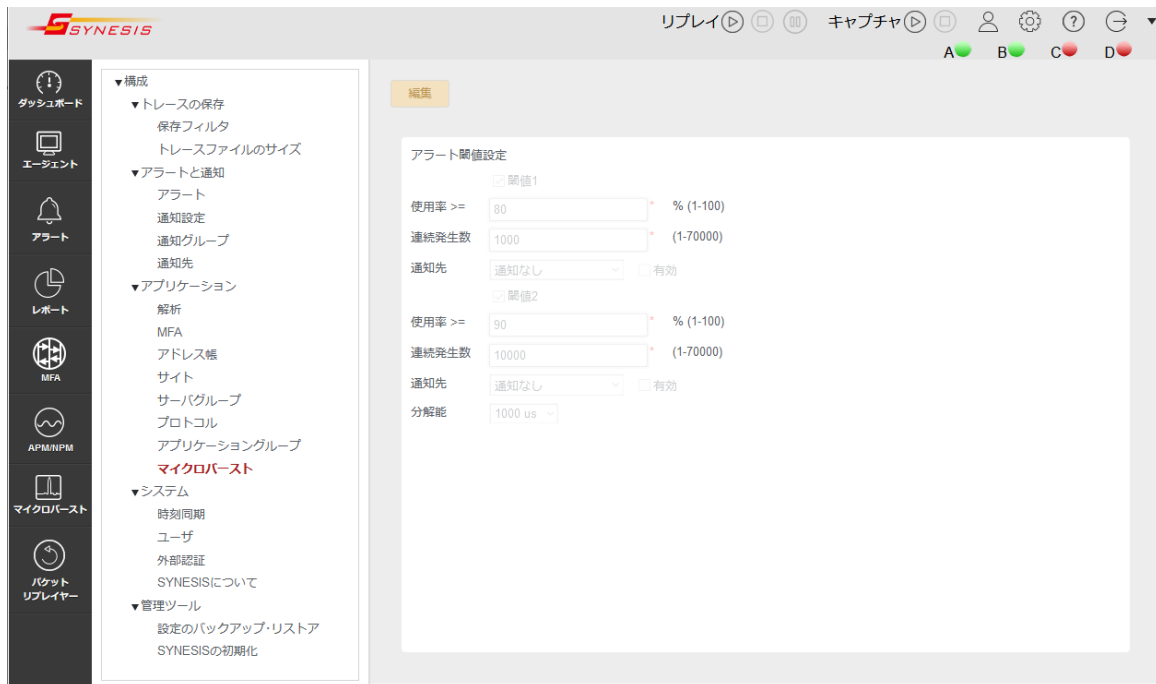 SYNESIS
リプレイ キャプチャ
A B C D
ダッシュボード
エージェント
アラート
レポート
MFA
APM/NPM
マイクロバースト
パケット
リプレイヤー
▼構成
▼トレースの保存
保存フィルタ
トレースファイルのサイズ
▼アラートと通知
アラート
通知設定
通知グループ
通知先
▼アプリケーション
解析
MFA
アドレス帳
サイト
サーバグループ
プロトコル
アプリケーショングループ
マイクロバースト
▼システム
時刻同期
ユーザ
外部認証
SYNESISについて
▼管理ツール
設定のバックアップ・リストア
SYNESISの初期化
編集
アラート閾値設定
閾値1
使用率 >= 80 * % (1-100)
連続発生数 1000 * (1-70000)
通知先 通知なし 有効
閾値2
使用率 >= 90 * % (1-100)
連続発生数 10000 * (1-70000)
通知先 通知なし 有効
分解能 1000 us